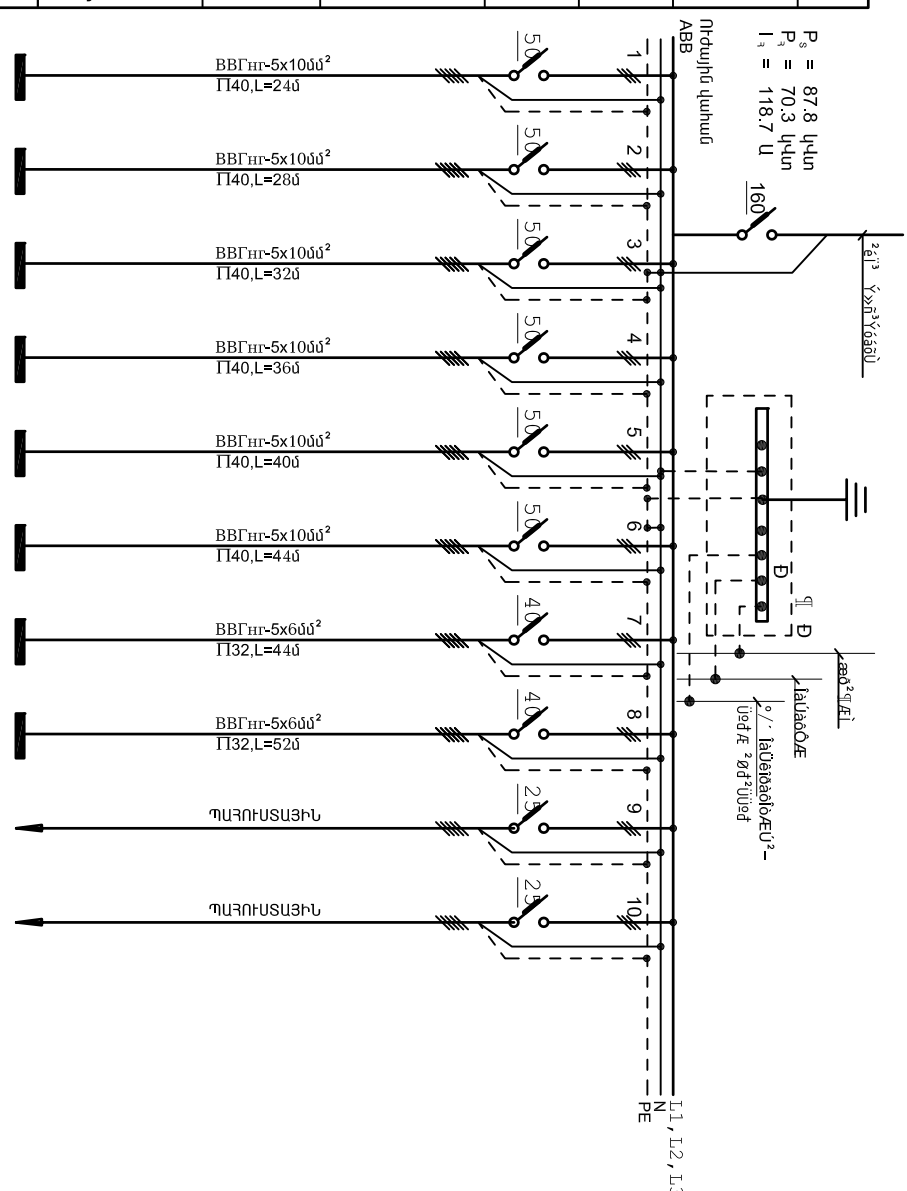 P = 87.8 կվտ
P = 70.3 կվտ
I = 118.7 Ա
Ուժային վահան
ABB
160
1
50
ВВГнг-5x10մմ²
П40,L=24մ
2
50
ВВГнг-5x10մմ²
П40,L=28մ
3
50
ВВГнг-5x10մմ²
П40,L=32մ
4
50
ВВГнг-5x10մմ²
П40,L=36մ
5
50
ВВГнг-5x10մմ²
П40,L=40մ
6
50
ВВГнг-5x10մմ²
П40,L=44մ
7
40
ВВГнг-5x6մմ²
П32,L=44մ
8
40
ВВГнг-5x6մմ²
П32,L=52մ
9
25
ՊԱՀՈՒՍՏԱՅԻՆ
10
25
ՊԱՀՈՒՍՏԱՅԻՆ
Đ
¶ Đ
L1,L2,L3
N
PE